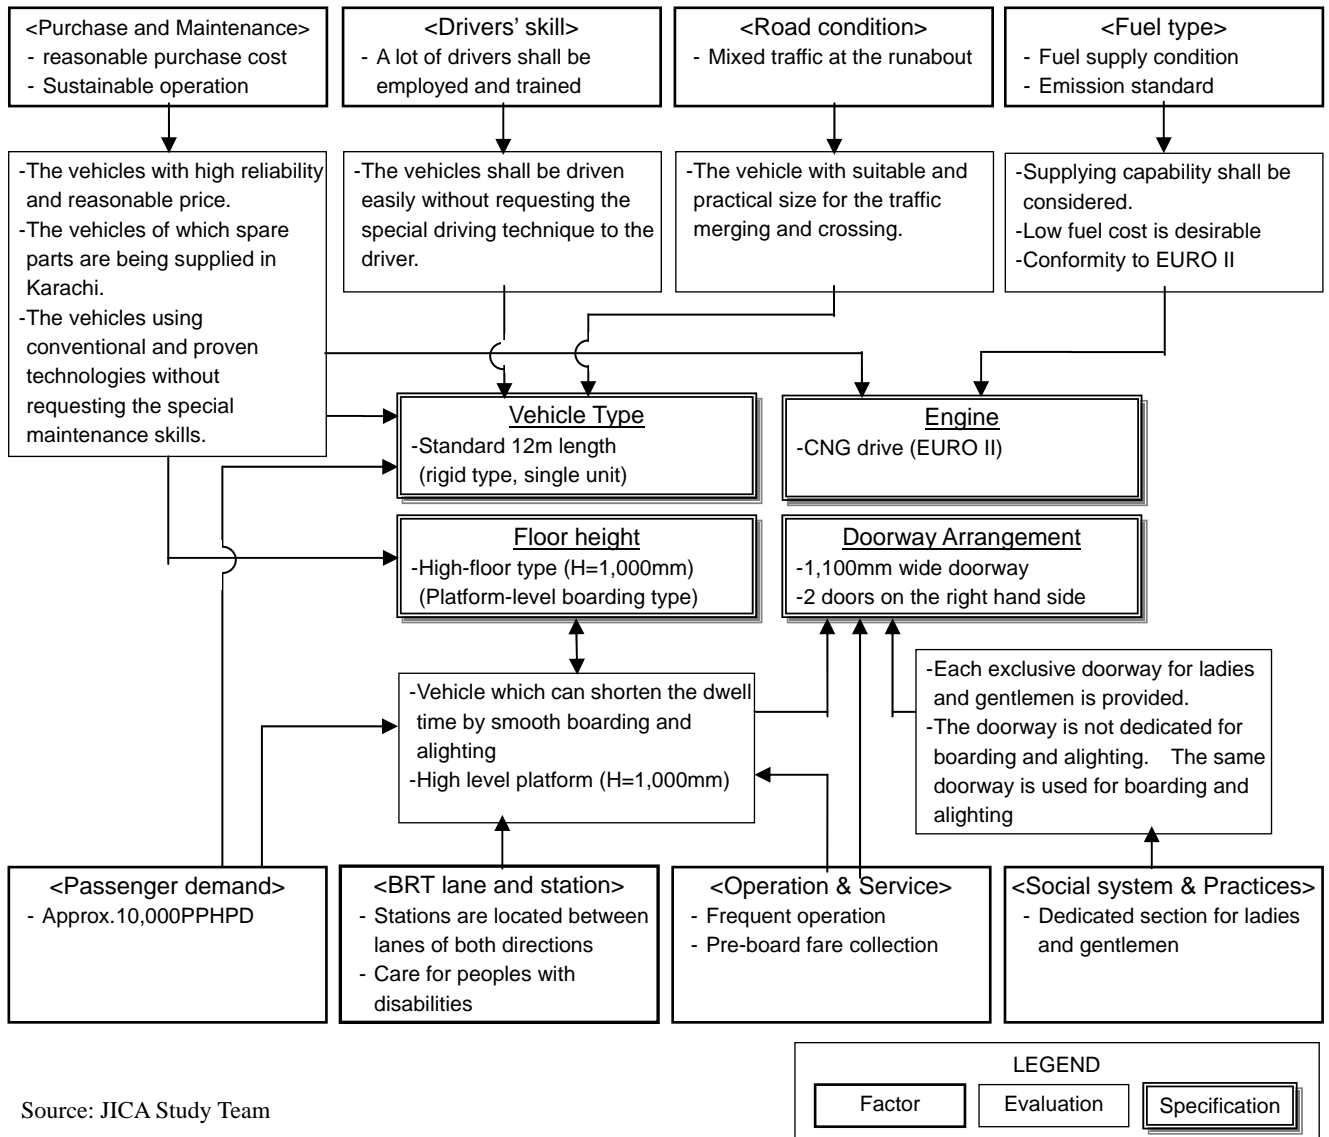 <Purchase and Maintenance>
- reasonable purchase cost
- Sustainable operation
<Drivers' skill>
- A lot of drivers shall be
employed and trained
<Road condition>
- Mixed traffic at the runabout
<Fuel type>
- Fuel supply condition
- Emission standard
-The vehicles with high reliability
and reasonable price.
-The vehicles of which spare
parts are being supplied in
Karachi.
-The vehicles using
conventional and proven
technologies without
requesting the special
maintenance skills.
-The vehicles shall be driven
easily without requesting the
special driving technique to the
driver.
-The vehicle with suitable and
practical size for the traffic
merging and crossing.
-Supplying capability shall be
considered.
-Low fuel cost is desirable
-Conformity to EURO II
Vehicle Type
-Standard 12m length
(rigid type, single unit)
Engine
-CNG drive (EURO II)
Floor height
-High-floor type (H=1,000mm)
(Platform-level boarding type)
Doorway Arrangement
-1,100mm wide doorway
-2 doors on the right hand side
-Vehicle which can shorten the dwell
time by smooth boarding and
alighting
-High level platform (H=1,000mm)
-Each exclusive doorway for ladies
and gentlemen is provided.
-The doorway is not dedicated for
boarding and alighting. The same
doorway is used for boarding and
alighting
<Passenger demand>
- Approx.10,000PPHPD
<BRT lane and station>
- Stations are located between
lanes of both directions
- Care for peoples with
disabilities
<Operation & Service>
- Frequent operation
- Pre-board fare collection
<Social system & Practices>
- Dedicated section for ladies
and gentlemen
LEGEND
Factor
Evaluation
Specification
Source: JICA Study Team